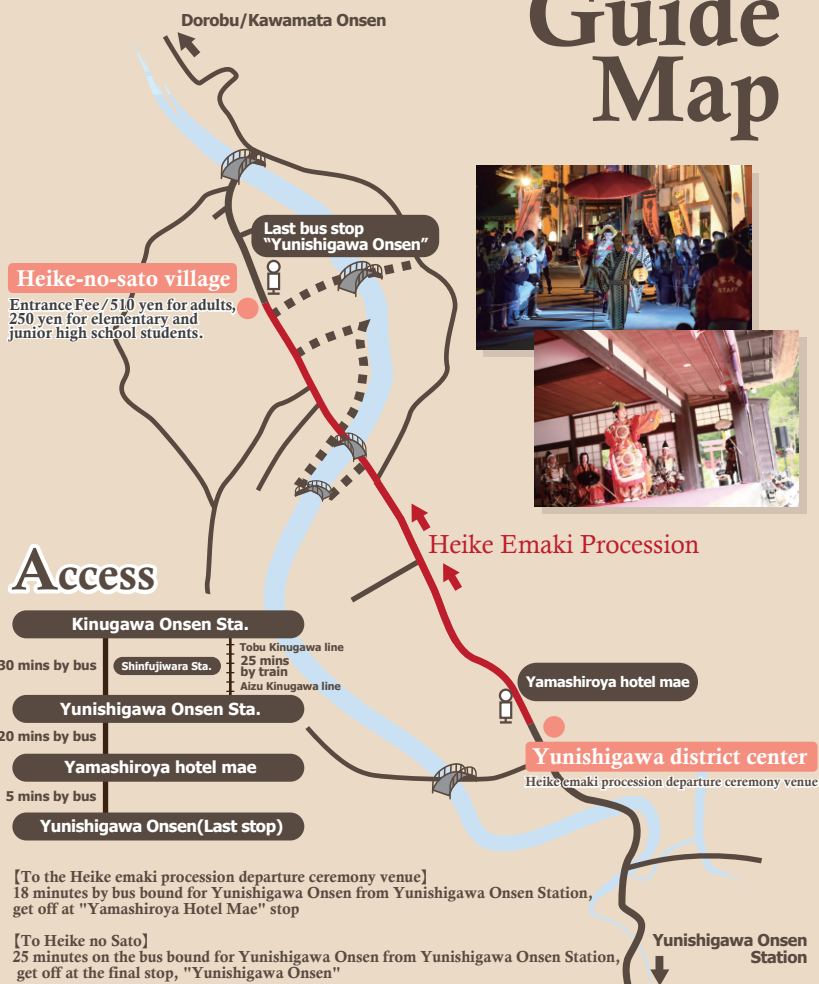 Guide
Map
Dorobu/Kawamata Onsen
Last bus stop
"Yunishigawa Onsen"
Heike-no-sato village
Entrance Fee/510 yen for adults,
250 yen for elementary and
junior high school students.
Heike Emaki Procession
Access
Kinugawa Onsen Sta.
30 mins by bus
Shinfujiwara Sta.
Tobu Kinugawa line
25 mins
by train
Aizu Kinugawa line
Yunishigawa Onsen Sta.
20 mins by bus
Yamashiroya hotel mae
5 mins by bus
Yunishigawa Onsen(Last stop)
Yamashiroya hotel mae
Yunishigawa district center
Heike emaki procession departure ceremony venue
【To the Heike emaki procession departure ceremony venue】
18 minutes by bus bound for Yunishigawa Onsen from Yunishigawa Onsen Station,
get off at "Yamashiroya Hotel Mae" stop
【To Heike no Sato】
25 minutes on the bus bound for Yunishigawa Onsen from Yunishigawa Onsen Station,
get off at the final stop, "Yunishigawa Onsen"
Yunishigawa Onsen
Station